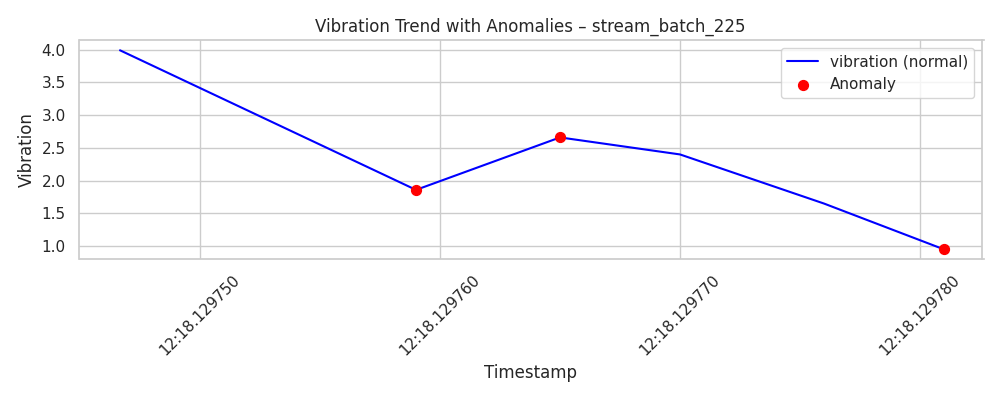 Vibration Trend with Anomalies – stream_batch_225
4.0
3.5
3.0
2.5
2.0
1.5
1.0
Vibration
vibration (normal)
Anomaly
12:18.129750
12:18.129760
12:18.129770
12:18.129780
Timestamp